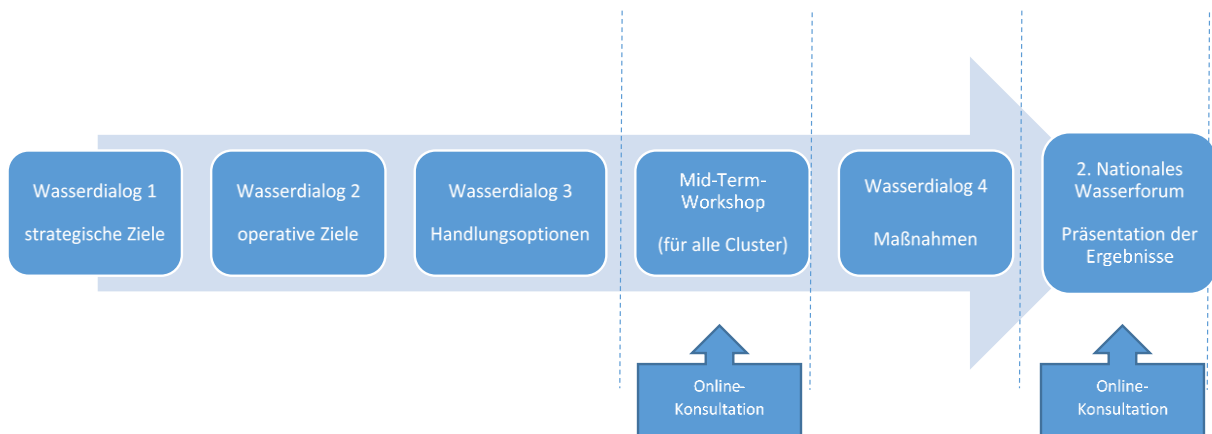 Wasserdialog 1
strategische Ziele
Wasserdialog 2
operative Ziele
Wasserdialog 3
Handlungsoptionen
Mid-Term-
Workshop
(für alle Cluster)
Wasserdialog 4
Maßnahmen
2. Nationales
Wasserforum
Präsentation der
Ergebnisse
Online-
Konsultation
Online-
Konsultation